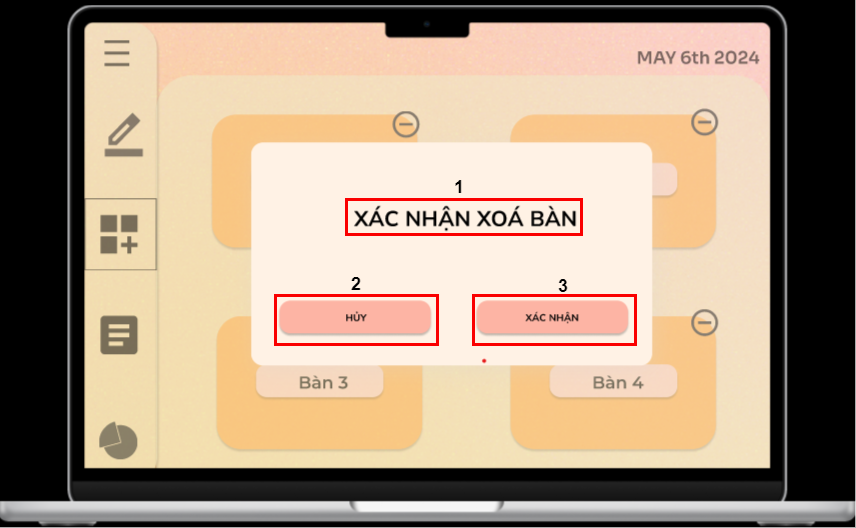 MAY 6th 2024
1
XÁC NHẬN XOÁ BÀN
2
3
HỦY
XÁC NHẬN
Bàn 3
Bàn 4